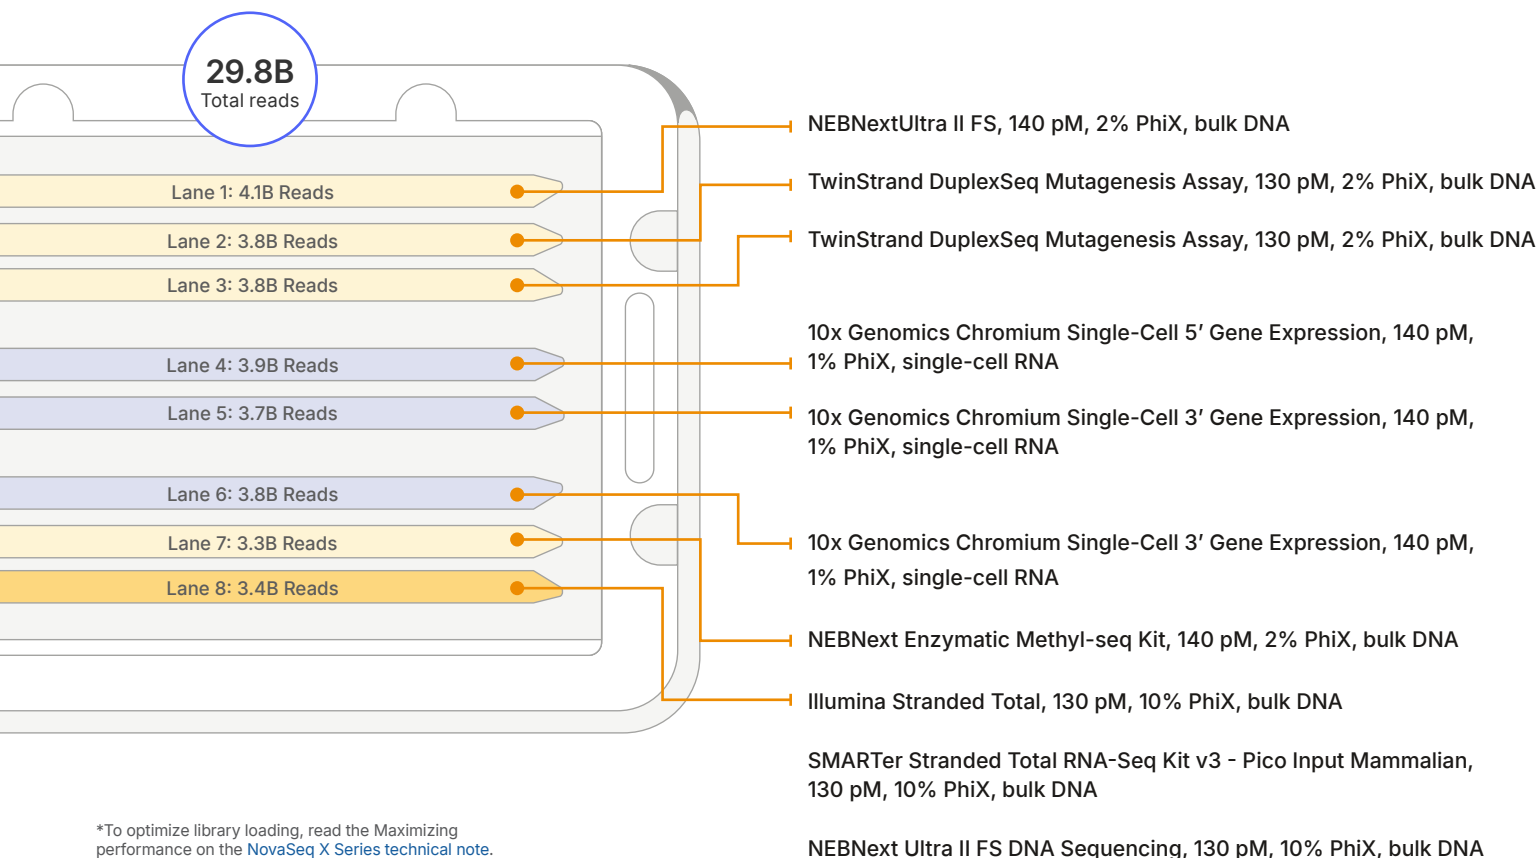 29.8B
Total reads
Lane 1: 4.1B Reads
Lane 2: 3.8B Reads
Lane 3: 3.8B Reads
Lane 4: 3.9B Reads
Lane 5: 3.7B Reads
Lane 6: 3.8B Reads
Lane 7: 3.3B Reads
Lane 8: 3.4B Reads
NEBNextUltra II FS, 140 pM, 2% PhiX, bulk DNA
TwinStrand DuplexSeq Mutagenesis Assay, 130 pM, 2% PhiX, bulk DNA
TwinStrand DuplexSeq Mutagenesis Assay, 130 pM, 2% PhiX, bulk DNA
10x Genomics Chromium Single-Cell 5′ Gene Expression, 140 pM,
1% PhiX, single-cell RNA
10x Genomics Chromium Single-Cell 3′ Gene Expression, 140 pM,
1% PhiX, single-cell RNA
10x Genomics Chromium Single-Cell 3′ Gene Expression, 140 pM,
1% PhiX, single-cell RNA
NEBNext Enzymatic Methyl-seq Kit, 140 pM, 2% PhiX, bulk DNA
Illumina Stranded Total, 130 pM, 10% PhiX, bulk DNA
SMARTer Stranded Total RNA-Seq Kit v3 - Pico Input Mammalian,
130 pM, 10% PhiX, bulk DNA
NEBNext Ultra II FS DNA Sequencing, 130 pM, 10% PhiX, bulk DNA
*To optimize library loading, read the Maximizing
performance on the NovaSeq X Series technical note.